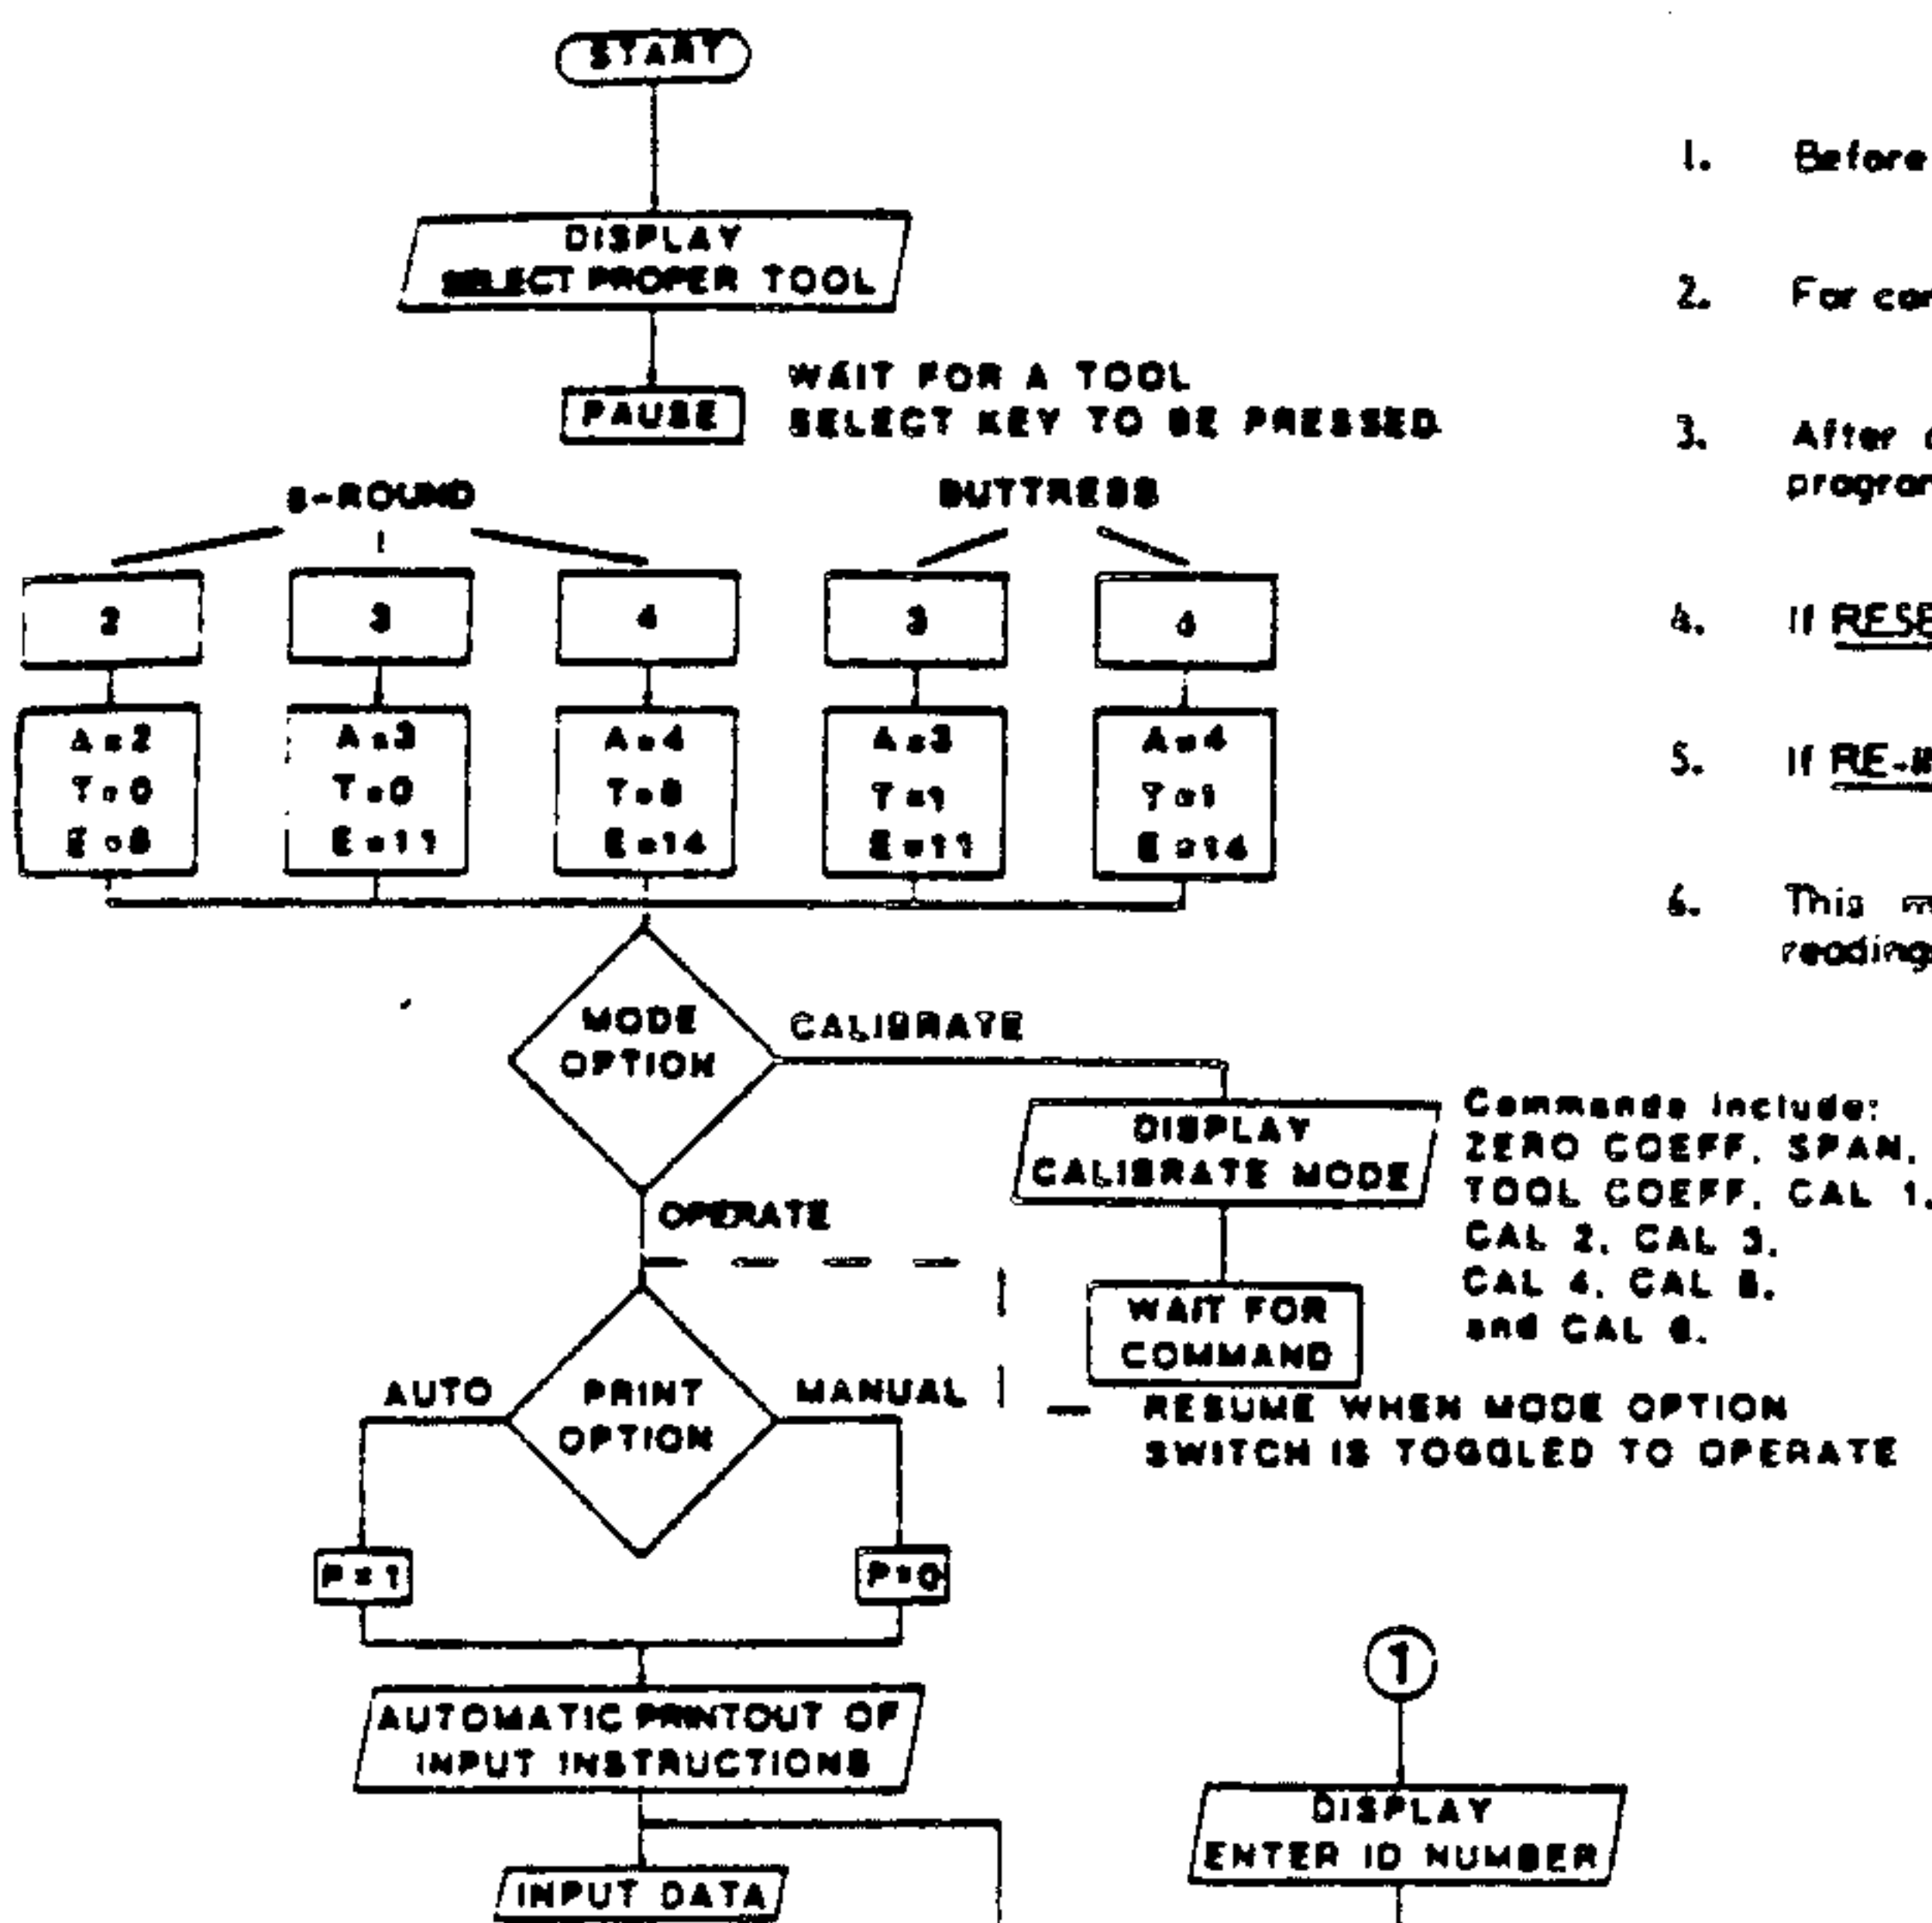 START
DISPLAY
SELECT PROPER TOOL
PAUSE
WAIT FOR A TOOL
SELECT KEY TO BE PRESSED
8-ROUND
BUTTRESS
2
3
4
3
4
A=2
T=0
E=8
A=3
T=0
E=11
A=4
T=0
E=14
A=3
T=1
E=11
A=4
T=1
E=14
MODE
OPTION
CALIBRATE
OPERATE
DISPLAY
CALIBRATE MODE
Commands include:
ZERO COEFF, SPAN,
TOOL COEFF, CAL 1,
CAL 2, CAL 3,
CAL 4, CAL 5,
and CAL 6.
WAIT FOR
COMMAND
RESUME WHEN MODE OPTION
SWITCH IS TOGGLED TO OPERATE
AUTO
PRINT
OPTION
MANUAL
P=1
P=0
AUTOMATIC PRINTOUT OF
INPUT INSTRUCTIONS
INPUT DATA
1
DISPLAY
ENTER ID NUMBER
1. Before
2. For
3. After
4. If
5. If
6. This
reading